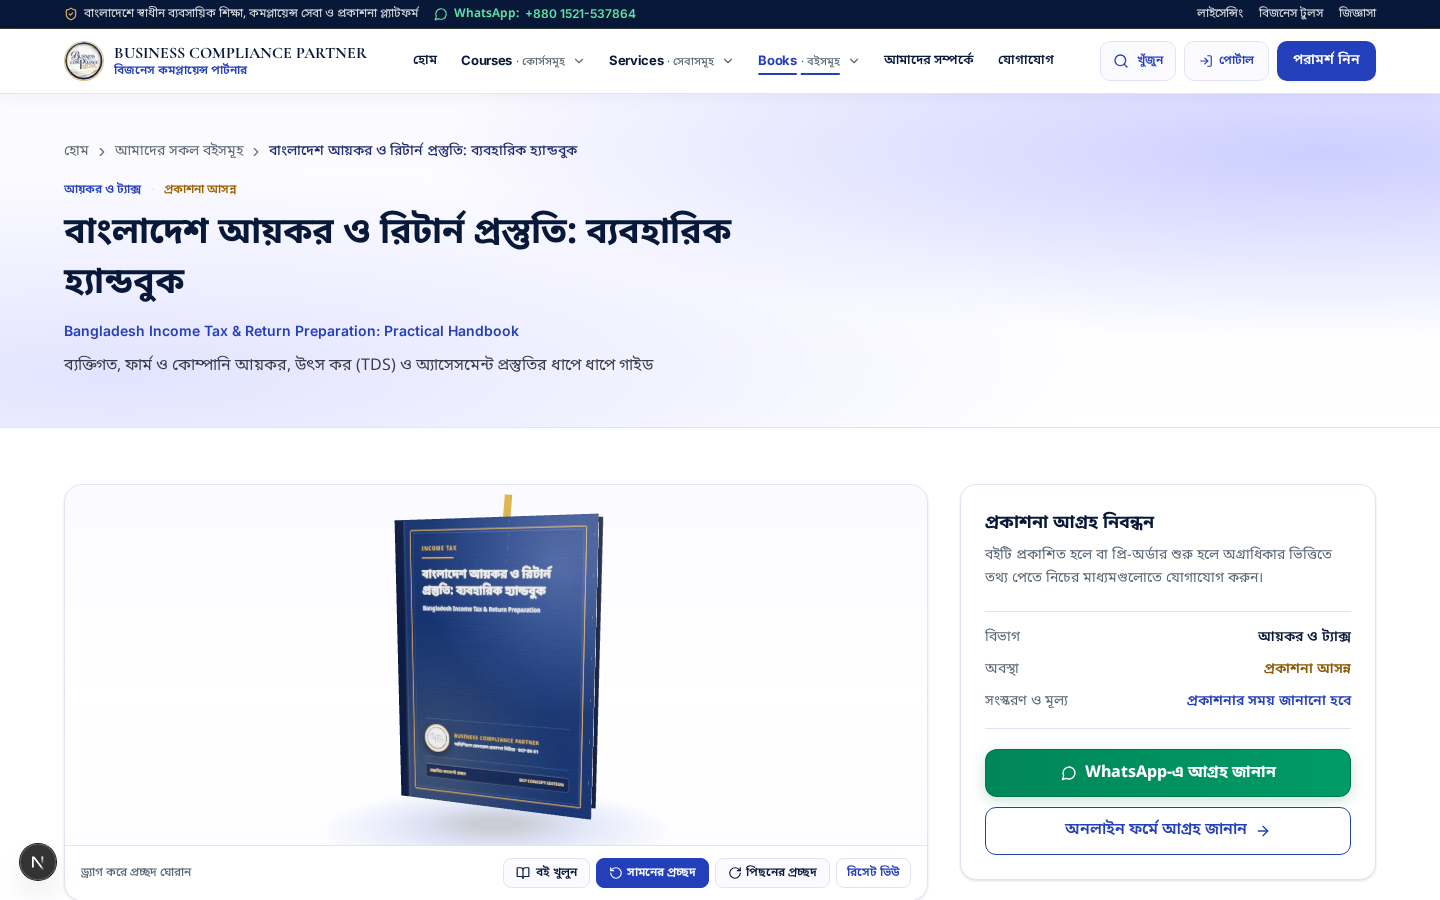 বাংলাদেশে স্বাধীন ব্যবসায়িক শিক্ষা, কমপ্লায়েন্স সেবা ও প্রকাশনা প্ল্যাটফর্ম
WhatsApp: +880 1521-537864
লাইসেন্সিং
বিজনেস টুলস
জিজ্ঞাসা
BUSINESS COMPLIANCE PARTNER
বিজনেস কমপ্লায়েন্স পার্টনার
হোম
Courses · কোর্সসমূহ
Services · সেবাসমূহ
Books · বইসমূহ
আমাদের সম্পর্কে
যোগাযোগ
খুঁজুন
পোর্টাল
পরামর্শ নিন
হোম
আমাদের সকল বইসমূহ
বাংলাদেশ আয়কর ও রিটার্ন প্রস্তুতি: ব্যবহারিক হ্যান্ডবুক
আয়কর ও ট্যাক্স · প্রকাশনা আসন্ন
বাংলাদেশ আয়কর ও রিটার্ন প্রস্তুতি: ব্যবহারিক
হ্যান্ডবুক
Bangladesh Income Tax & Return Preparation: Practical Handbook
ব্যক্তিগত, ফার্ম ও কোম্পানি আয়কর, উৎস কর (TDS) ও অ্যাসেসমেন্ট প্রস্তুতির ধাপে ধাপে গাইড
INCOME TAX
বাংলাদেশ আয়কর ও রিটার্ন
প্রস্তুতি: ব্যবহারিক হ্যান্ডবুক
Bangladesh Income Tax & Return Preparation
BUSINESS COMPLIANCE PARTNER
BCP CONCEPT EDITION
ড্র্যাগ করে প্রচ্ছদ ঘোরান
বই খুলুন
সামনের প্রচ্ছদ
পিছনের প্রচ্ছদ
রিসেট ভিউ
প্রকাশনা আগ্রহ নিবন্ধন
বইটি প্রকাশিত হলে বা প্রি-অর্ডার শুরু হলে অগ্রাধিকার ভিত্তিতে
তথ্য পেতে নিচের মাধ্যমগুলোতে যোগাযোগ করুন।
বিভাগ
আয়কর ও ট্যাক্স
অবস্থা
প্রকাশনা আসন্ন
সংস্করণ ও মূল্য
প্রকাশনার সময় জানানো হবে
WhatsApp-এ আগ্রহ জানান
অনলাইন ফর্মে আগ্রহ জানান